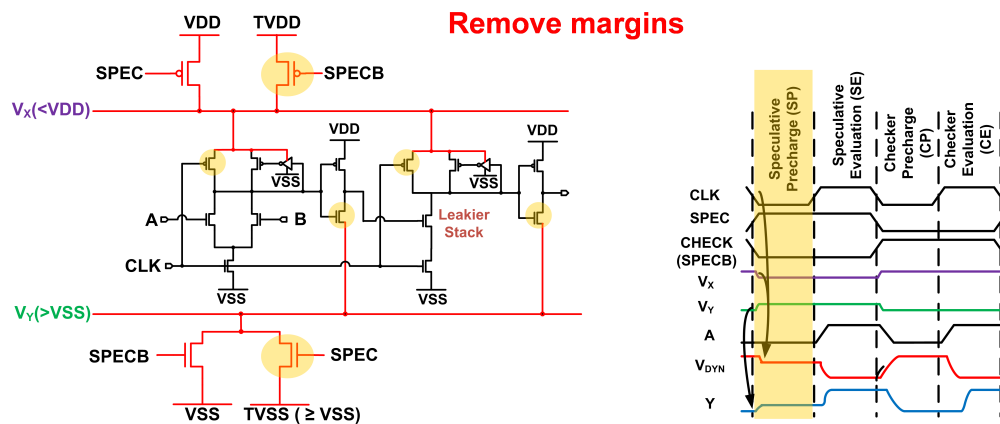 Remove margins
VDD
TVDD
SPEC
SPECB
VX(<VDD)
VDD
VDD
VSS
VSS
A
B
Leakier
Stack
CLK
VSS
VSS
VY(>VSS)
SPECB
SPEC
VSS
TVSS ( ≥ VSS)
Speculative
Precharge (SP)
Speculative
Evaluation (SE)
Checker
Precharge
(CP)
Checker
Evaluation
(CE)
CLK
SPEC
CHECK
(SPECB)
VX
VY
A
VDYN
Y